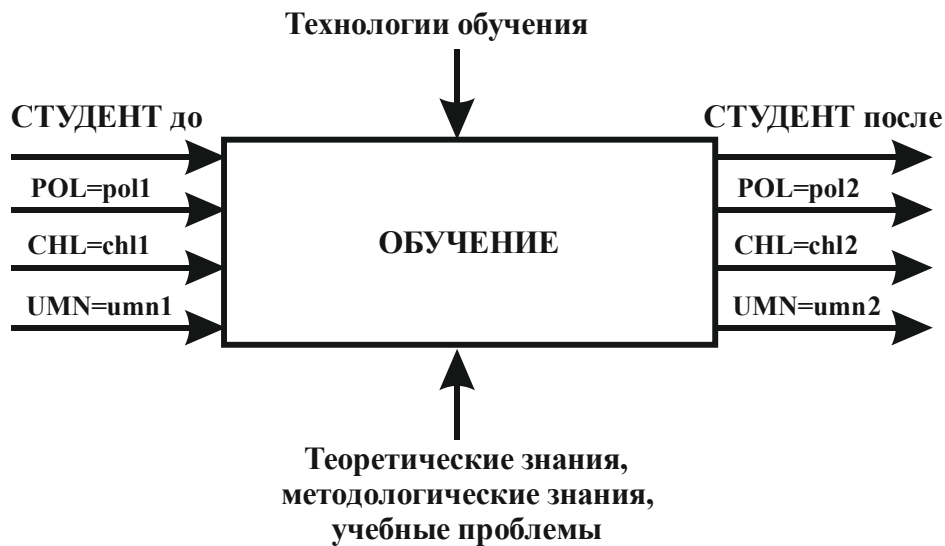 Технологии обучения
СТУДЕНТ до
СТУДЕНТ после
POL=pol1
POL=pol2
CHL=chl1
ОБУЧЕНИЕ
CHL=chl2
UMN=umn1
UMN=umn2
Теоретические знания,
методологические знания,
учебные проблемы